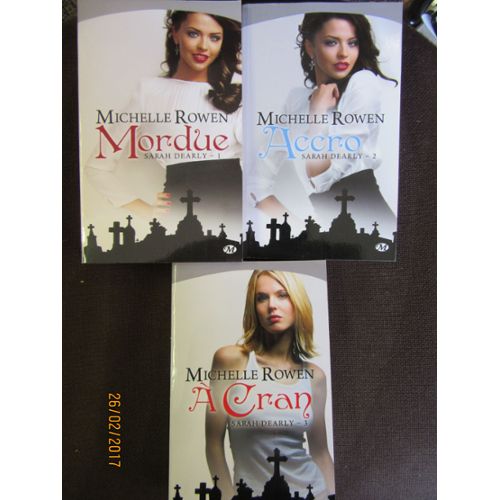 MICHELLE ROWEN
Mordue
SARAH DEARLY – 1
M
MICHELLE ROWEN
Accro
SARAH DEARLY – 2
M
MICHELLE ROWEN
À Cran
SARAH DEARLY – 3
26/02/2017